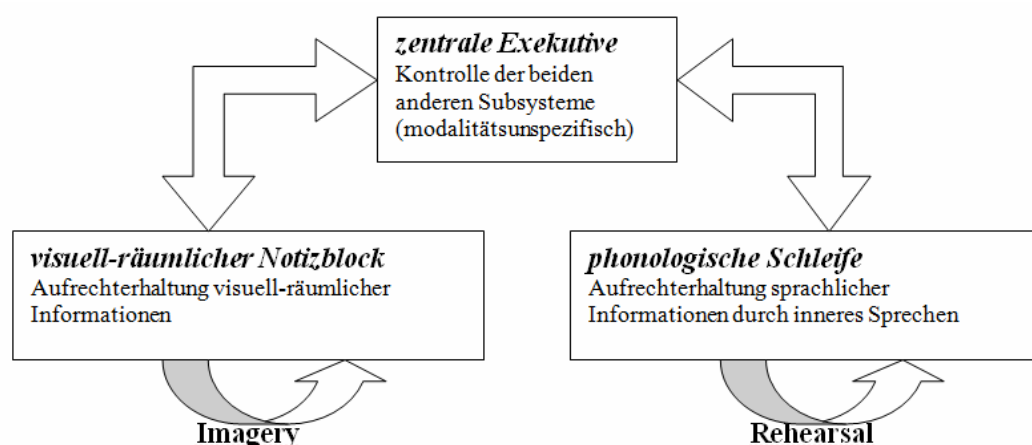 zentrale Exekutive
Kontrolle der beiden
anderen Subsysteme
(modalitätsunspezifisch)
visuell-räumlicher Notizblock
Aufrechterhaltung visuell-räumlicher
Informationen
phonologische Schleife
Aufrechterhaltung sprachlicher
Informationen durch inneres Sprechen
Imagery
Rehearsal